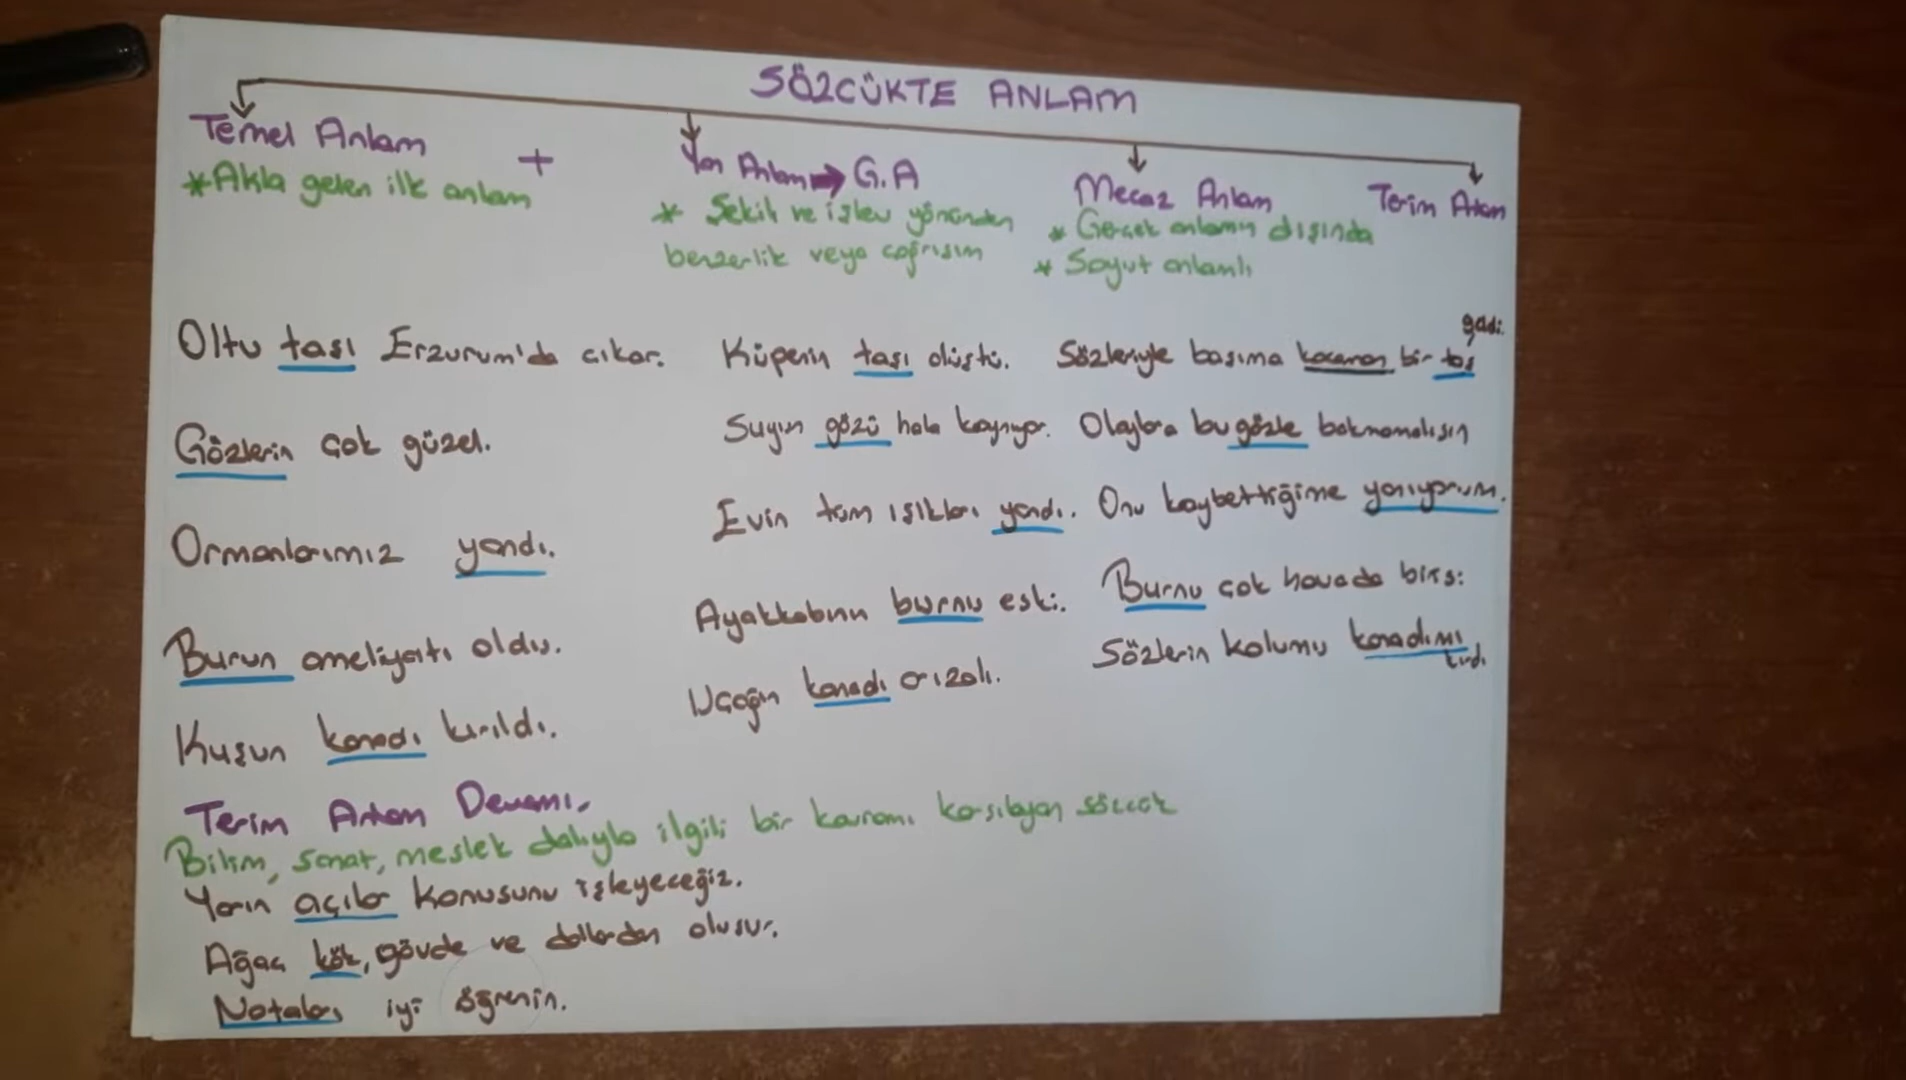 SÖZCÜKTE ANLAM
Temel Anlam + Yan Anlam → G.A Mecaz Anlam Terim Anlam
*Akla gelen ilk anlam
* Şekil ve işlev yönünden
benzerlik veya çağrışım
* Gerçek anlamın dışında
* Soyut anlamlı
Oltu taşı Erzurum'da çıkar.
Gözlerin çok güzel.
Ormanlarımız yandı.
Burun ameliyatı oldu.
Kuşun kanadı kırıldı.
Küpenin taşı düştü.
Suyun gözü hala kaynıyor.
Evin tüm ışıkları yandı.
Ayakkabının burnu eski.
Uçağın kanadı arızalı.
Sözleriyle başıma kocaman bir taş
Olaylara bu gözle bakmamalısın
Onu kaybettiğime yanıyorum.
Burnu çok havada birs:
Sözlerin kolumu kanadımı
kırdı
Terim Anlam Devamı.
Bilim, sanat, meslek dalıyla ilgili bir kavramı karşılayan sözcük
Yarın açılar konusunu işleyeceğiz.
Ağaç kök, gövde ve dallardan oluşur.
Notaları iyi öğrenin.